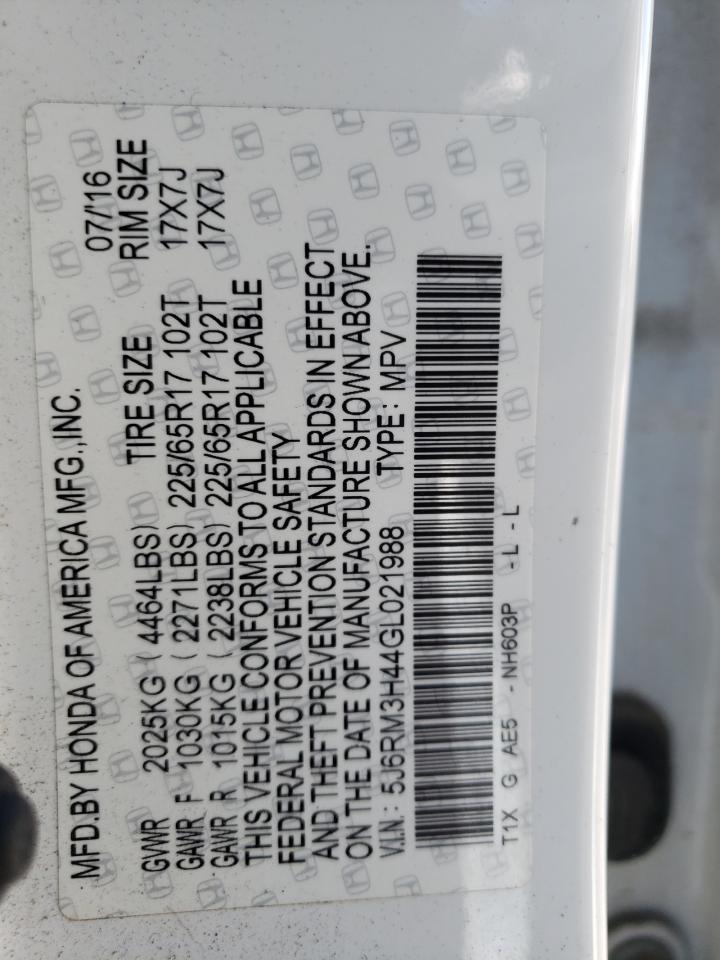 MFD.BY HONDA OF AMERICA MFG.,INC. 07/'16
GVWR 2025KG ( 4464LBS) TIRE SIZE RIM SIZE
GAWR F 1030KG ( 2271LBS) 225/65R17 102T 17X7J
GAWR R 1015KG ( 2238LBS) 225/65R17 102T 17X7J
THIS VEHICLE CONFORMS TO ALL APPLICABLE
FEDERAL MOTOR VEHICLE SAFETY
AND THEFT PREVENTION STANDARDS IN EFFECT
ON THE DATE OF MANUFACTURE SHOWN ABOVE.
V.I.N.: 5J6RM3H44GL021988 TYPE: MPV
T1X G AE5 -NH603P -L -L